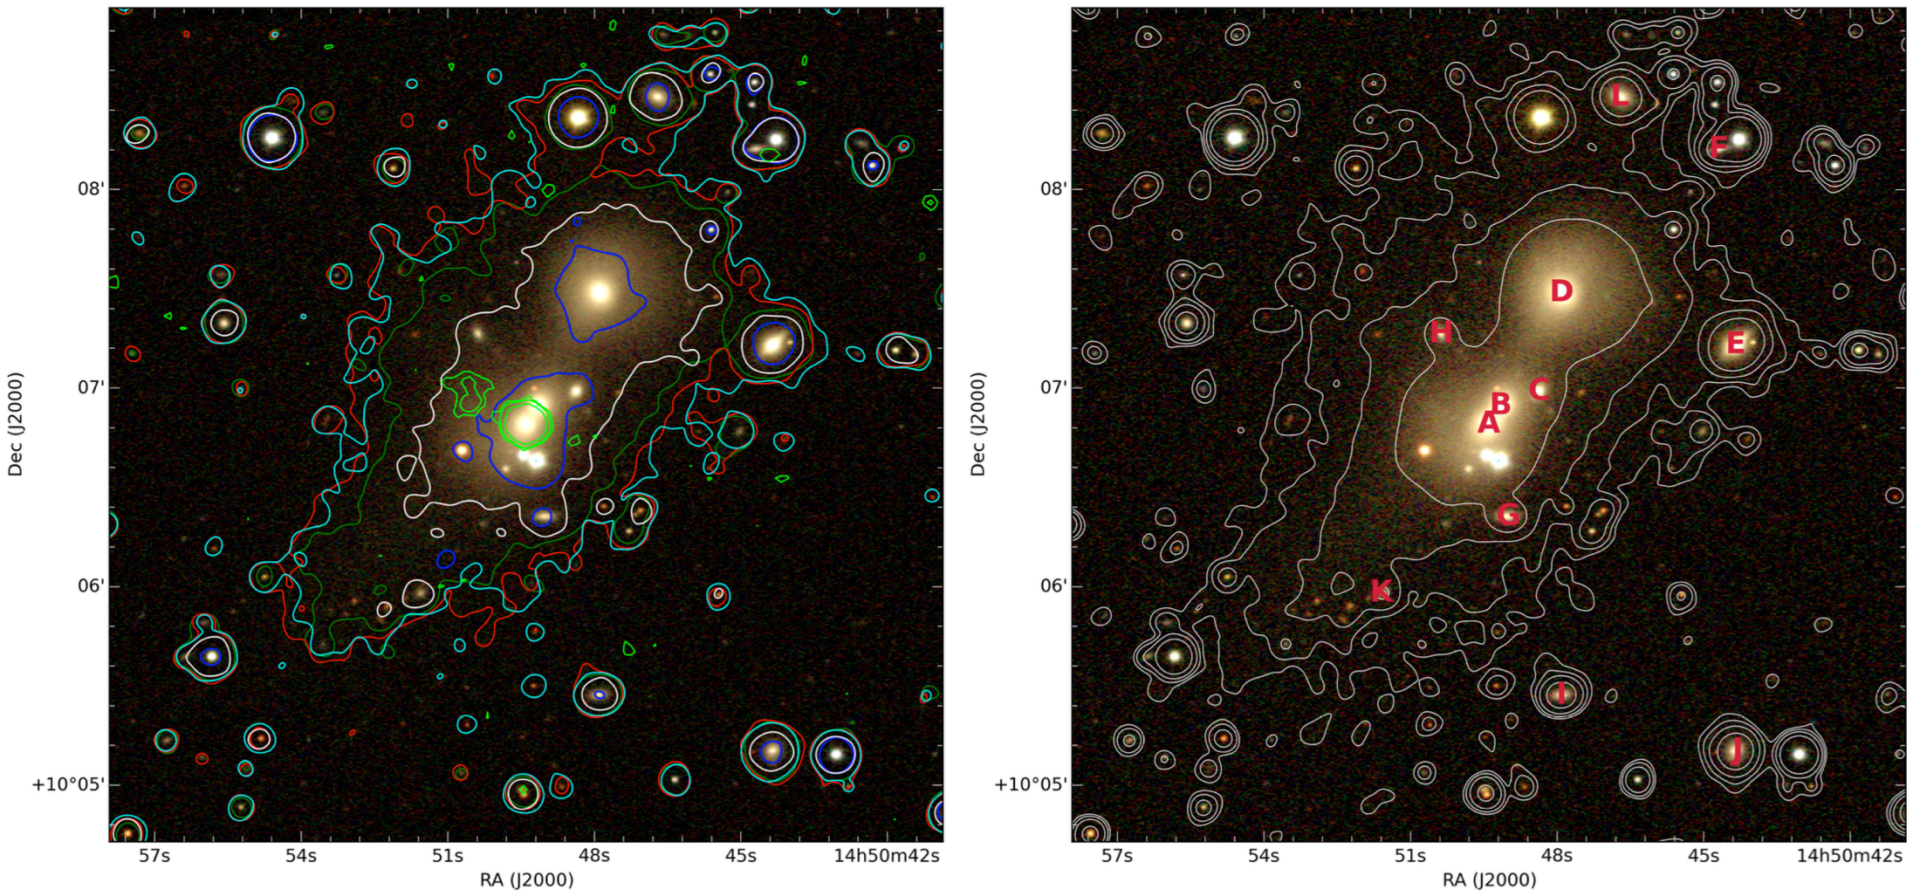 08'
07'
06'
+10°05'
Dec (J2000)
57s
54s
51s
48s
45s
14h50m42s
RA (J2000)
08'
07'
06'
+10°05'
Dec (J2000)
L
F
D
H
E
C
B
A
G
K
I
J
57s
54s
51s
48s
45s
14h50m42s
RA (J2000)